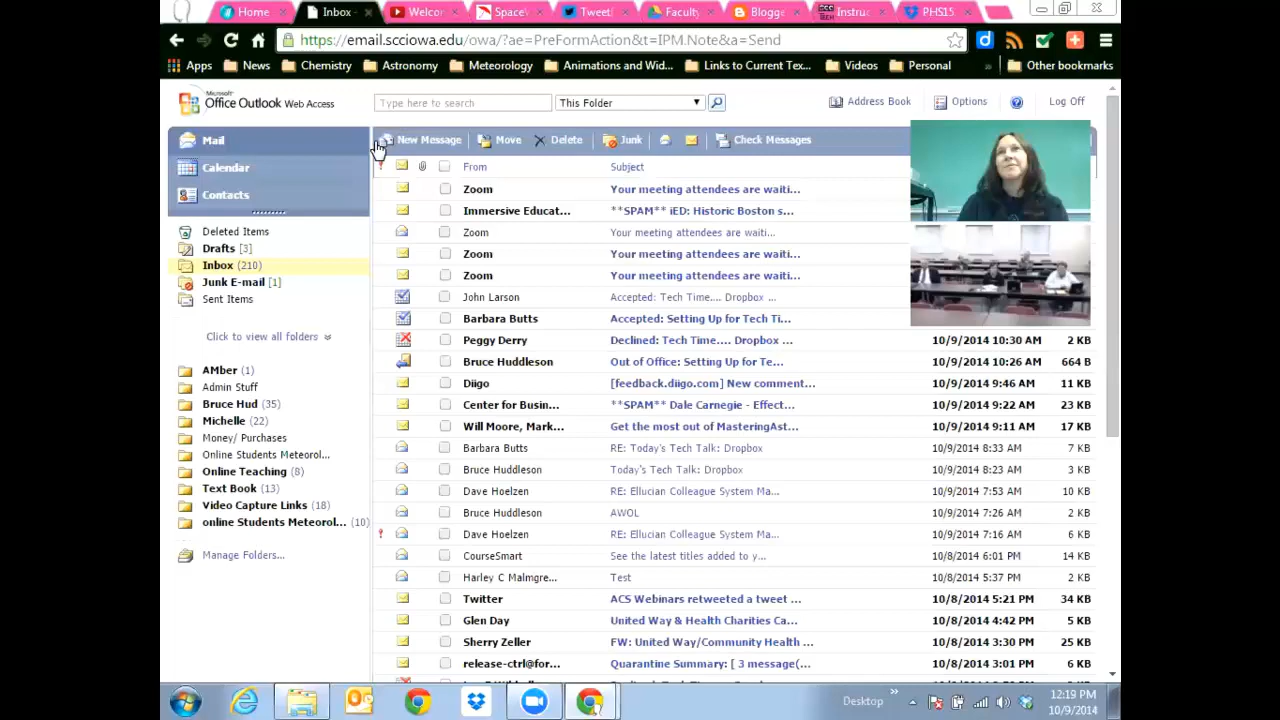 Home
Inbox -
Welcor
SpaceV
Tweet
Faculty
Blogge
Instruc
PHS15
https://email.scciowa.edu/owa/?ae=PreFormAction&t=IPM.Note&a=Send
Apps News Chemistry Astronomy Meteorology Animations and Wid... Links to Current Tex... Videos Personal » Other bookmarks
Microsoft
Office Outlook Web Access
Type here to search This Folder Address Book Options Log Off
Mail
Calendar
Contacts
Deleted Items
Drafts [3]
Inbox (210)
Junk E-mail [1]
Sent Items
Click to view all folders
AMber (1)
Admin Stuff
Bruce Hud (35)
Michelle (22)
Money/ Purchases
Online Students Meteorol...
Online Teaching (8)
Text Book (13)
Video Capture Links (18)
online Students Meteorol... (10)
Manage Folders...
New Message Move Delete Junk Check Messages
From Subject
Zoom Your meeting attendees are waiti...
Immersive Educat... **SPAM** iED: Historic Boston s...
Zoom Your meeting attendees are waiti...
Zoom Your meeting attendees are waiti...
Zoom Your meeting attendees are waiti...
John Larson Accepted: Tech Time.... Dropbox ...
Barbara Butts Accepted: Setting Up for Tech Ti...
Peggy Derry Declined: Tech Time.... Dropbox ... 10/9/2014 10:30 AM 2 KB
Bruce Huddleson Out of Office: Setting Up for Te... 10/9/2014 10:26 AM 664 B
Diigo [feedback.diigo.com] New comment... 10/9/2014 9:46 AM 11 KB
Center for Busin... **SPAM** Dale Carnegie - Effect... 10/9/2014 9:22 AM 23 KB
Will Moore, Mark... Get the most out of MasteringAst... 10/9/2014 9:11 AM 17 KB
Barbara Butts RE: Today's Tech Talk: Dropbox 10/9/2014 8:33 AM 7 KB
Bruce Huddleson Today's Tech Talk: Dropbox 10/9/2014 8:23 AM 3 KB
Dave Hoelzen RE: Ellucian Colleague System Ma... 10/9/2014 7:53 AM 10 KB
Bruce Huddleson AWOL 10/9/2014 7:26 AM 2 KB
Dave Hoelzen RE: Ellucian Colleague System Ma... 10/9/2014 7:16 AM 6 KB
CourseSmart See the latest titles added to y... 10/8/2014 6:01 PM 14 KB
Harley C Malmgre... Test 10/8/2014 5:37 PM 2 KB
Twitter ACS Webinars retweeted a tweet ... 10/8/2014 5:21 PM 34 KB
Glen Day United Way & Health Charities Ca... 10/8/2014 4:42 PM 5 KB
Sherry Zeller FW: United Way/Community Health ... 10/8/2014 3:30 PM 25 KB
release-ctrl@for... Quarantine Summary: [ 3 message(... 10/8/2014 3:01 PM 6 KB
Desktop » 12:19 PM
10/9/2014